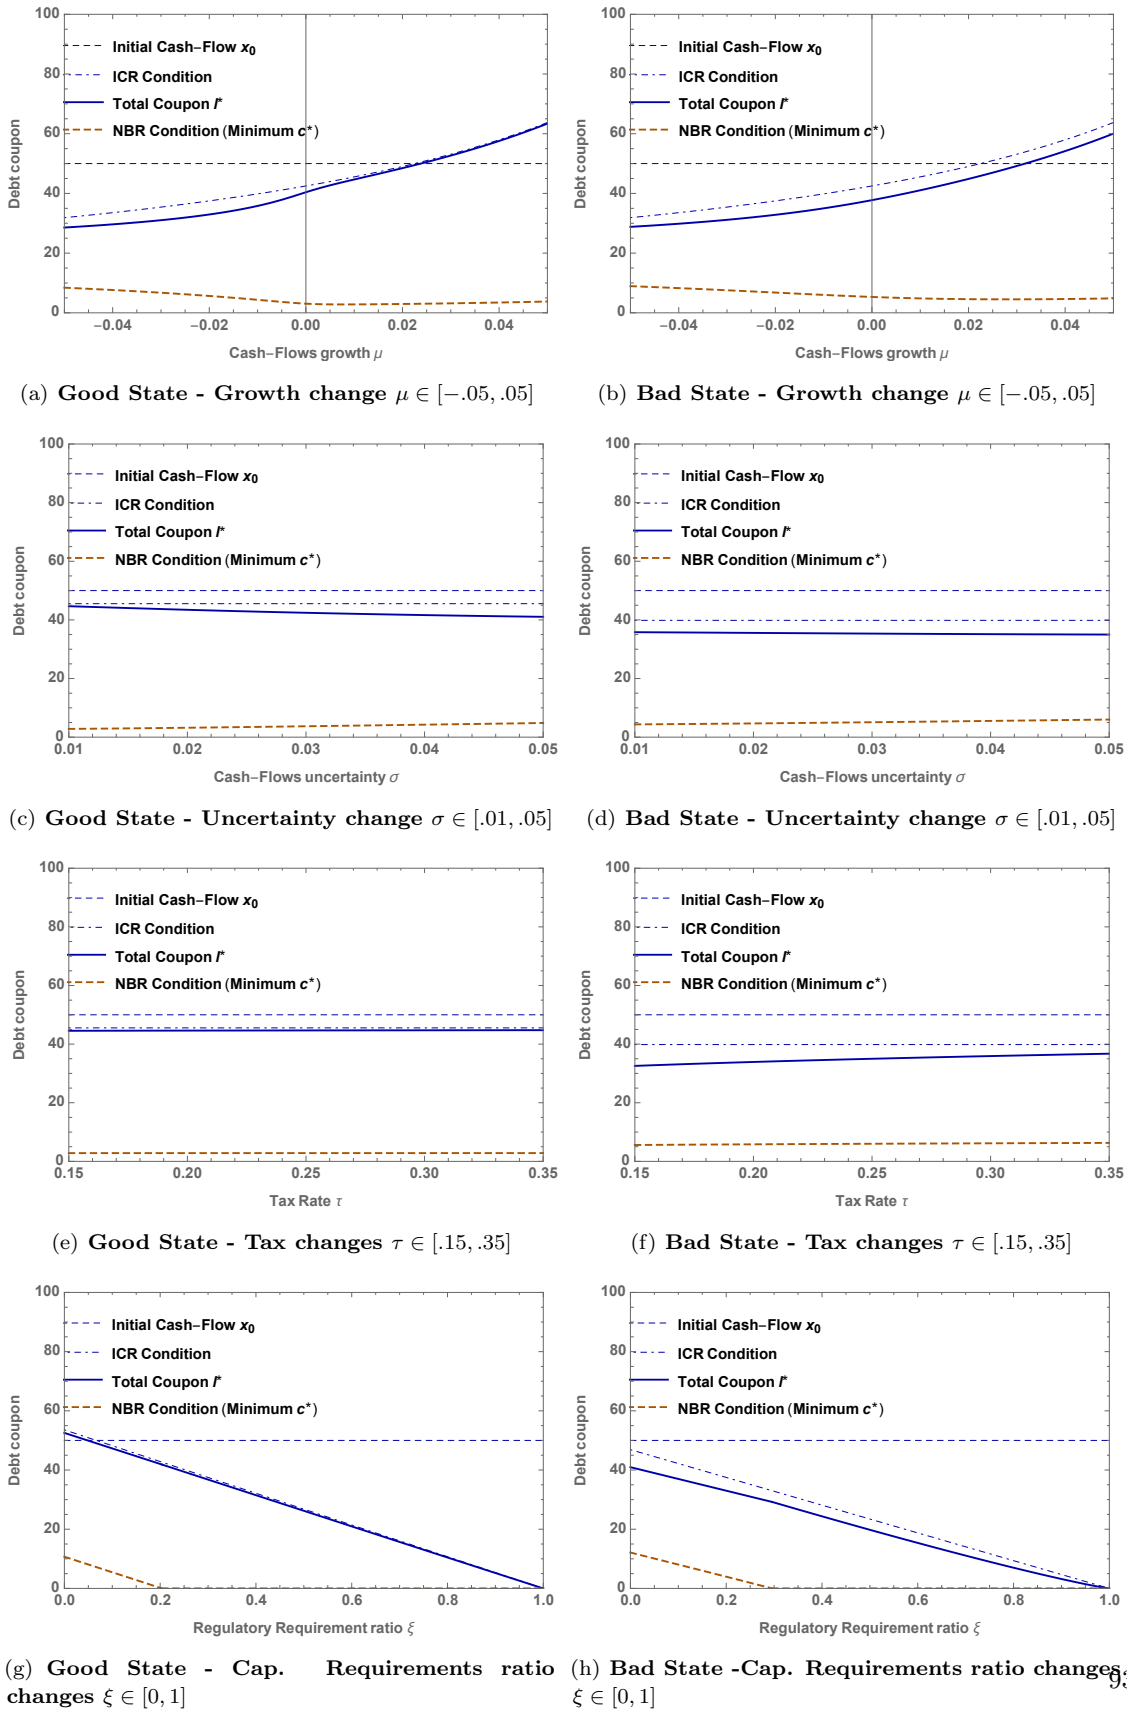 100
80
60
40
20
0
Debt coupon
Initial Cash–Flow x0
ICR Condition
Total Coupon l*
NBR Condition (Minimum c*)
−0.04 −0.02 0.00 0.02 0.04
Cash–Flows growth μ
(a) Good State - Growth change μ ∈ [−.05, .05]
100
80
60
40
20
0
Debt coupon
Initial Cash–Flow x0
ICR Condition
Total Coupon l*
NBR Condition (Minimum c*)
−0.04 −0.02 0.00 0.02 0.04
Cash–Flows growth μ
(b) Bad State - Growth change μ ∈ [−.05, .05]
100
80
60
40
20
0
Debt coupon
Initial Cash–Flow x0
ICR Condition
Total Coupon l*
NBR Condition (Minimum c*)
0.01 0.02 0.03 0.04 0.05
Cash–Flows uncertainty σ
(c) Good State - Uncertainty change σ ∈ [.01, .05]
100
80
60
40
20
0
Debt coupon
Initial Cash–Flow x0
ICR Condition
Total Coupon l*
NBR Condition (Minimum c*)
0.01 0.02 0.03 0.04 0.05
Cash–Flows uncertainty σ
(d) Bad State - Uncertainty change σ ∈ [.01, .05]
100
80
60
40
20
0
Debt coupon
Initial Cash–Flow x0
ICR Condition
Total Coupon l*
NBR Condition (Minimum c*)
0.15 0.20 0.25 0.30 0.35
Tax Rate τ
(e) Good State - Tax changes τ ∈ [.15, .35]
100
80
60
40
20
0
Debt coupon
Initial Cash–Flow x0
ICR Condition
Total Coupon l*
NBR Condition (Minimum c*)
0.15 0.20 0.25 0.30 0.35
Tax Rate τ
(f) Bad State - Tax changes τ ∈ [.15, .35]
100
80
60
40
20
0
Debt coupon
Initial Cash–Flow x0
ICR Condition
Total Coupon l*
NBR Condition (Minimum c*)
0.0 0.2 0.4 0.6 0.8 1.0
Regulatory Requirement ratio ξ
(g) Good State - Cap. Requirements ratio
changes ξ ∈ [0, 1]
100
80
60
40
20
0
Debt coupon
Initial Cash–Flow x0
ICR Condition
Total Coupon l*
NBR Condition (Minimum c*)
0.0 0.2 0.4 0.6 0.8 1.0
Regulatory Requirement ratio ξ
(h) Bad State -Cap. Requirements ratio changes
ξ ∈ [0, 1]